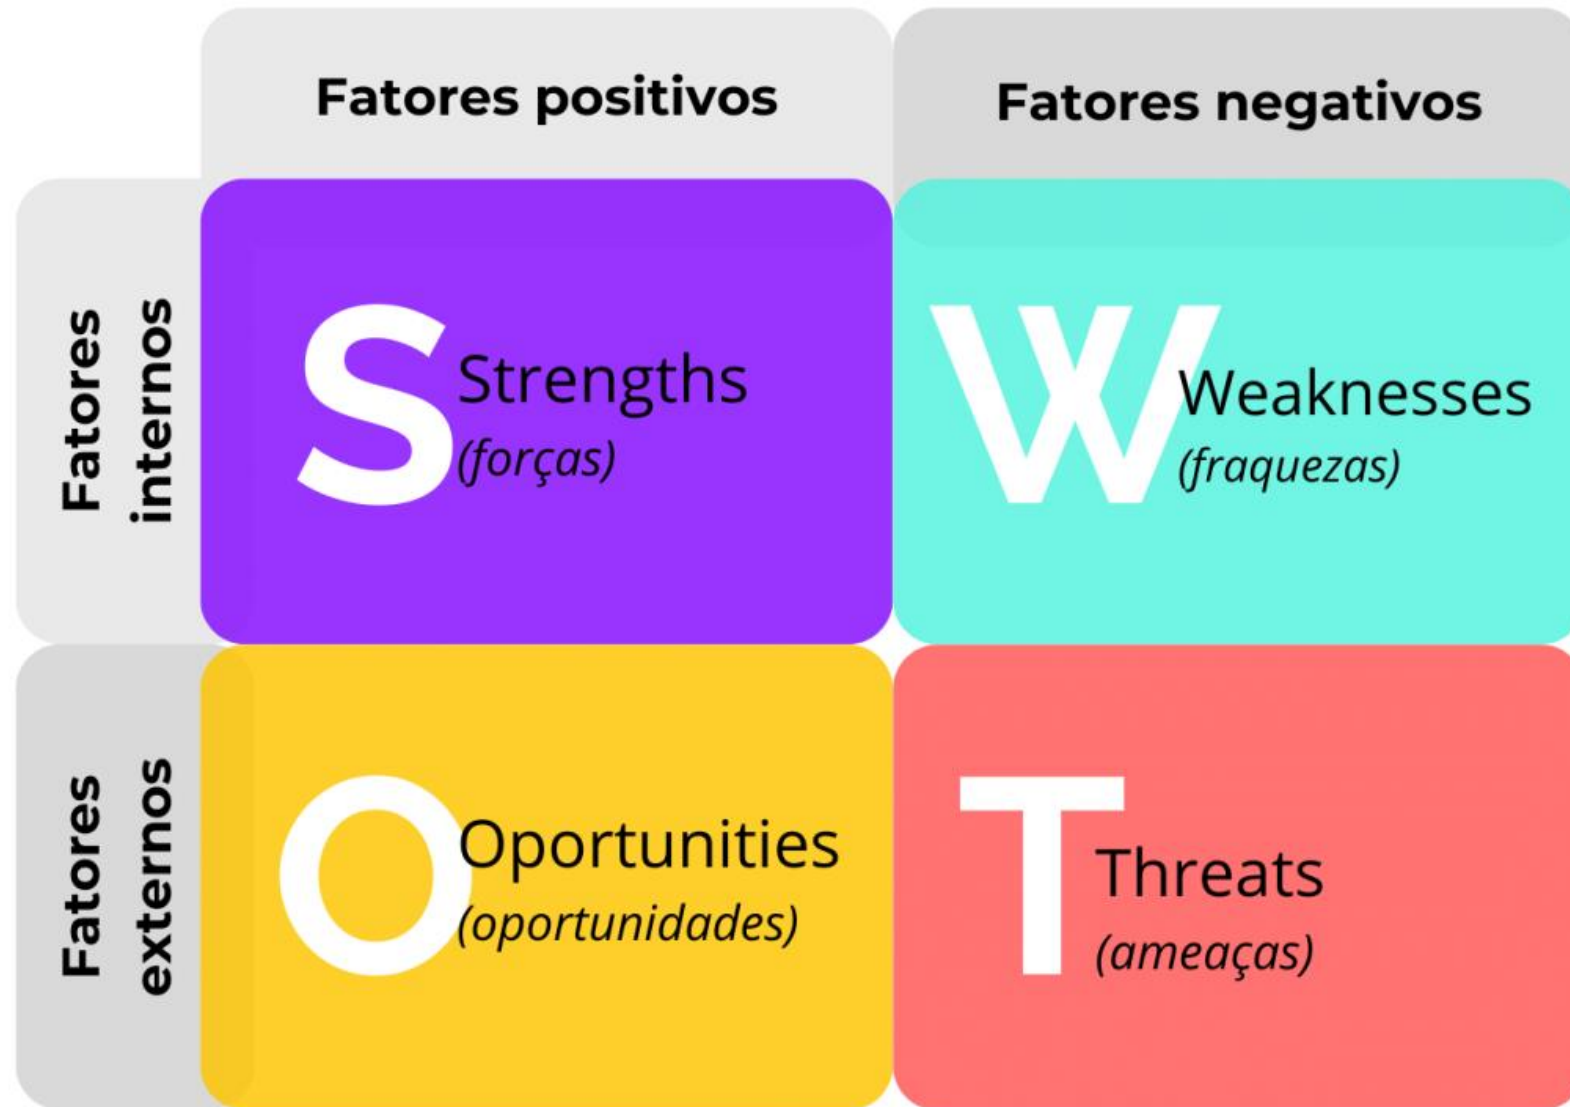 Fatores positivos
Fatores negativos
Fatores
internos
S
Strengths
(forças)
W
Weaknesses
(fraquezas)
Fatores
externos
O
Oportunities
(oportunidades)
T
Threats
(ameaças)